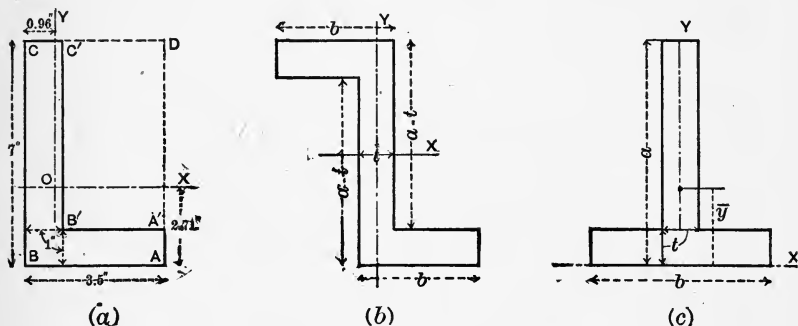 0.96" Y
C C' D
7"
O X
2.71"
B' A'
1"
B A
3.5"
(a)
b Y
a-t
X
t
a-t
b
(b)
Y
a
ȳ
t
X
b
(c)